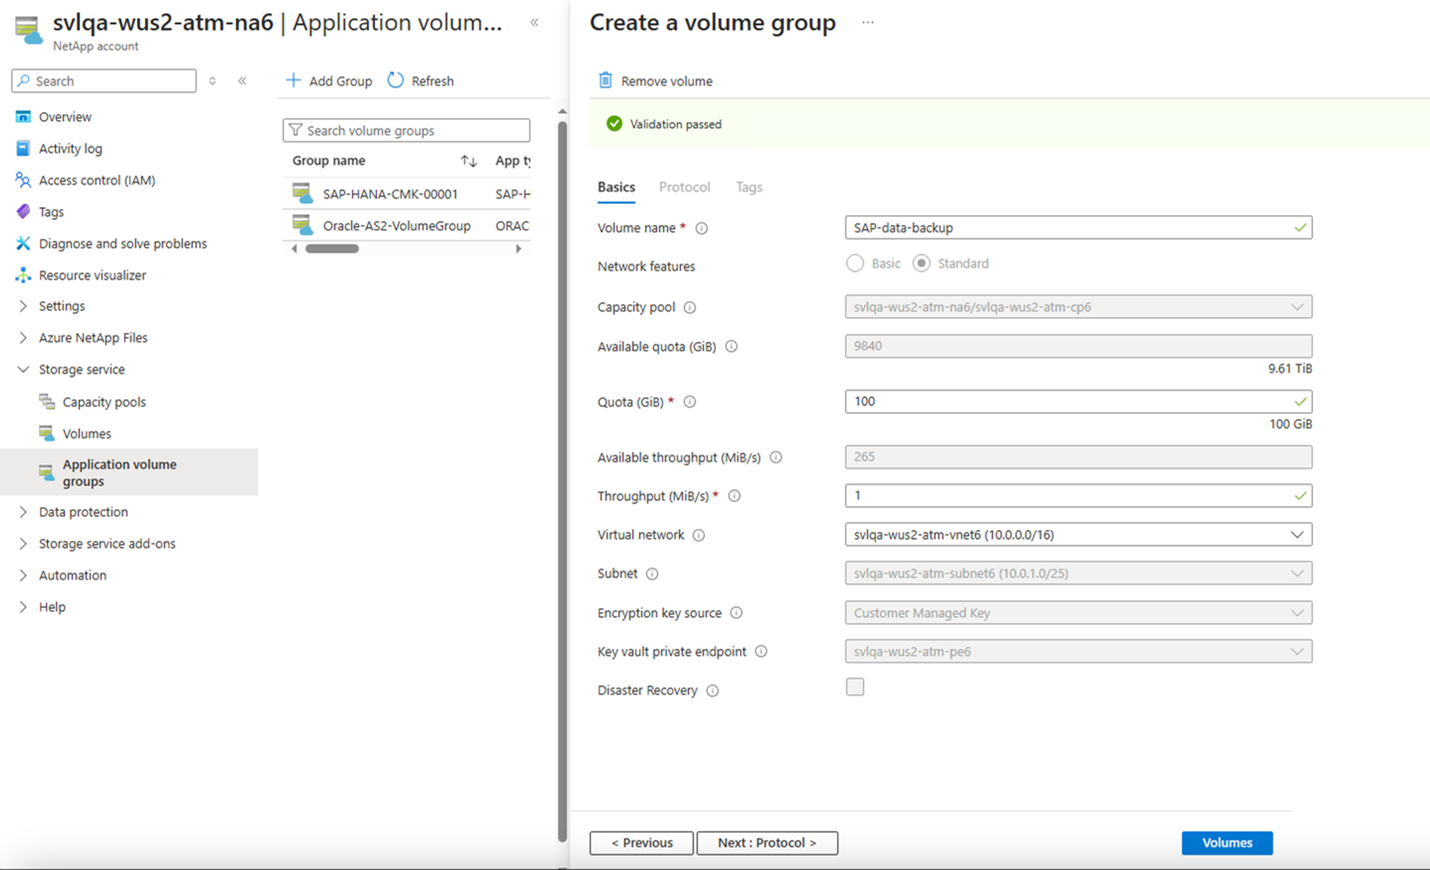 svlqa-wus2-atm-na6 | Application volum...
NetApp account
Search
Overview
Activity log
Access control (IAM)
Tags
Diagnose and solve problems
Resource visualizer
Settings
Azure NetApp Files
Storage service
Capacity pools
Volumes
Application volume
groups
Data protection
Storage service add-ons
Automation
Help
Add Group Refresh
Search volume groups
Group name App ty
SAP-HANA-CMK-00001 SAP-H
Oracle-AS2-VolumeGroup ORAC
Create a volume group ...
Remove volume
Validation passed
Basics Protocol Tags
Volume name * SAP-data-backup
Network features Basic Standard
Capacity pool svlqa-wus2-atm-na6/svlqa-wus2-atm-cp6
Available quota (GiB) 9840
9.61 TiB
Quota (GiB) * 100
100 GiB
Available throughput (MiB/s) 265
Throughput (MiB/s) * 1
Virtual network svlqa-wus2-atm-vnet6 (10.0.0.0/16)
Subnet svlqa-wus2-atm-subnet6 (10.0.1.0/25)
Encryption key source Customer Managed Key
Key vault private endpoint svlqa-wus2-atm-pe6
Disaster Recovery
< Previous Next : Protocol > Volumes